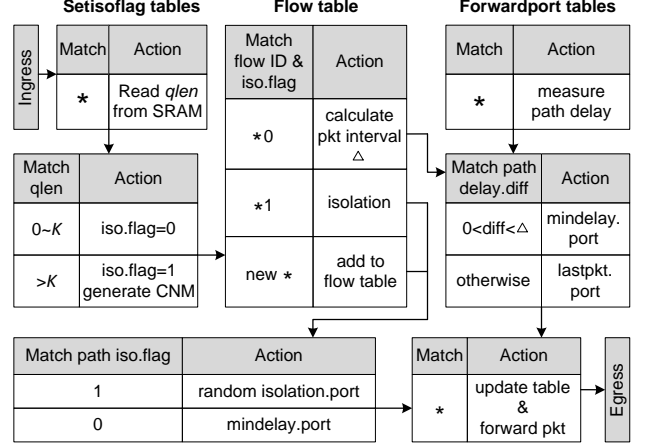 Setisoflag tables
Flow table
Forwardport tables
Ingress
Match
Action
*
Read qlen
from SRAM
Match
qlen
Action
0~K
iso.flag=0
>K
iso.flag=1
generate CNM
Match
flow ID &
iso.flag
Action
*0
calculate
pkt interval
△
*1
isolation
new *
add to
flow table
Match
Action
*
measure
path delay
Match path
delay.diff
Action
0<diff<△
mindelay.
port
otherwise
lastpkt.
port
Match path iso.flag
Action
1
random isolation.port
0
mindelay.port
Match
Action
*
update table
&
forward pkt
Egress